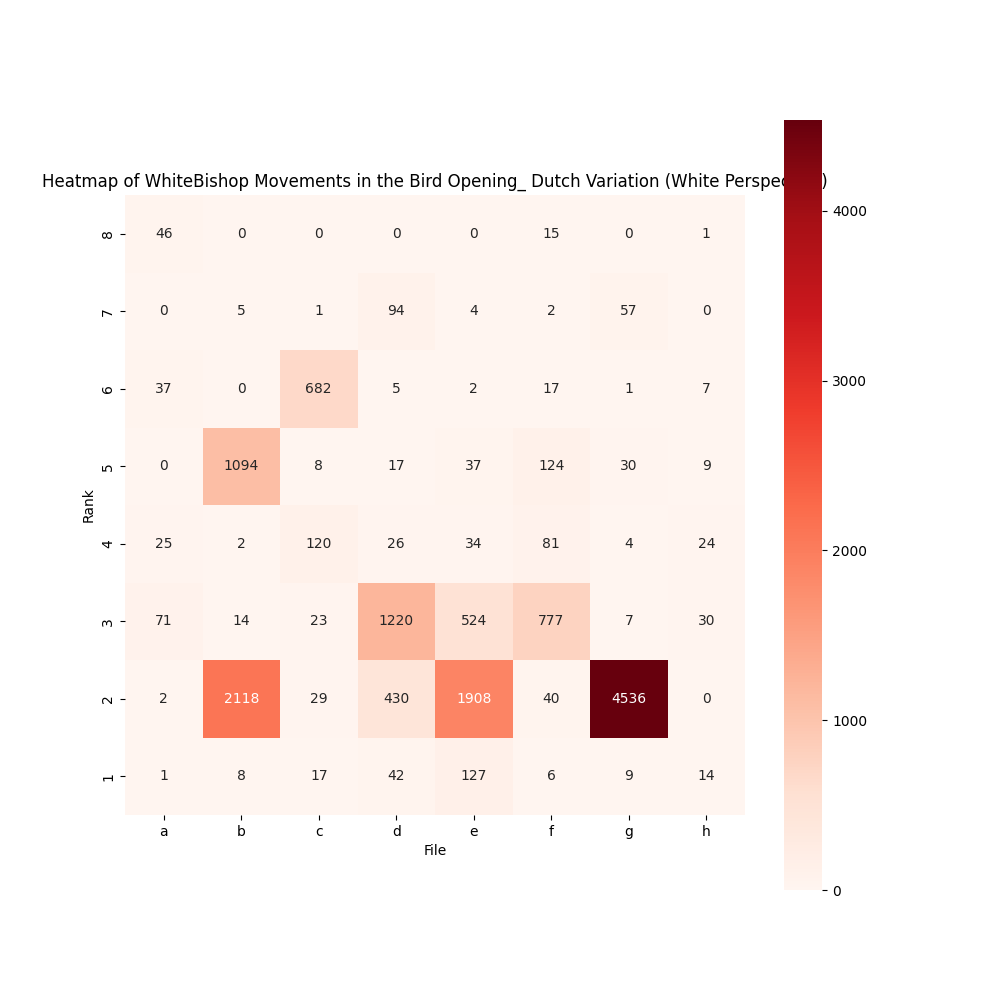 Heatmap of WhiteBishop Movements in the Bird Opening_ Dutch Variation (White Perspec )
4000
8 46 0 0 0 0 15 0 1
7 0 5 1 94 4 2 57 0
3000
6 37 0 682 5 2 17 1 7
5 0 1094 8 17 37 124 30 9
Rank
4 25 2 120 26 34 81 4 24
2000
3 71 14 23 1220 524 777 7 30
2 2 2118 29 430 1908 40 4536 0
1000
1 1 8 17 42 127 6 9 14
a b c d e f g h
File
0